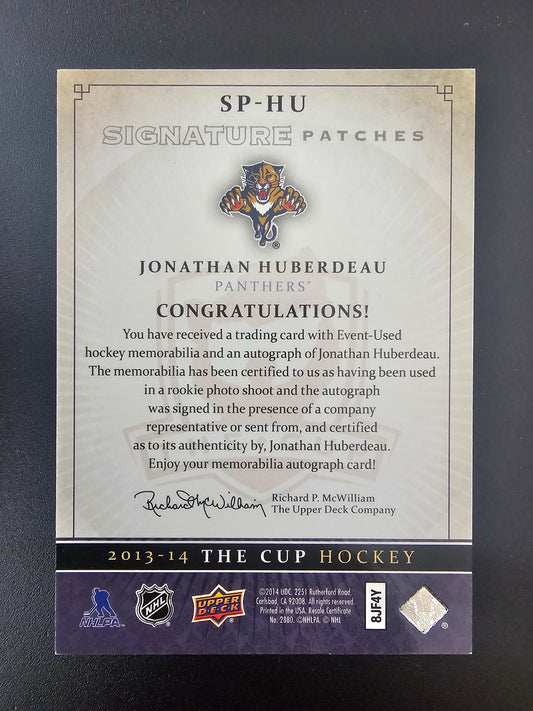 SP-HU
SIGNATURE PATCHES
®
JONATHAN HUBERDEAU
PANTHERS™
CONGRATULATIONS!
You have received a trading card with Event-Used
hockey memorabilia and an autograph of Jonathan Huberdeau.
The memorabilia has been certified to us as having been used
in a rookie photo shoot and the autograph
was signed in the presence of a company
representative or sent from, and certified
as to its authenticity by, Jonathan Huberdeau.
Enjoy your memorabilia autograph card!
Richard P. McWilliam
Richard P. McWilliam
The Upper Deck Company
2013-14 THE CUP HOCKEY
NHLPA
NHL
UPPER DECK
©2014 UDC. 2251 Rutherford Road,
Carlsbad, CA 92008. All rights reserved.
Printed in the USA. Resale Certificate
No. 2880. ©NHLPA. © NHL
8JF4Y